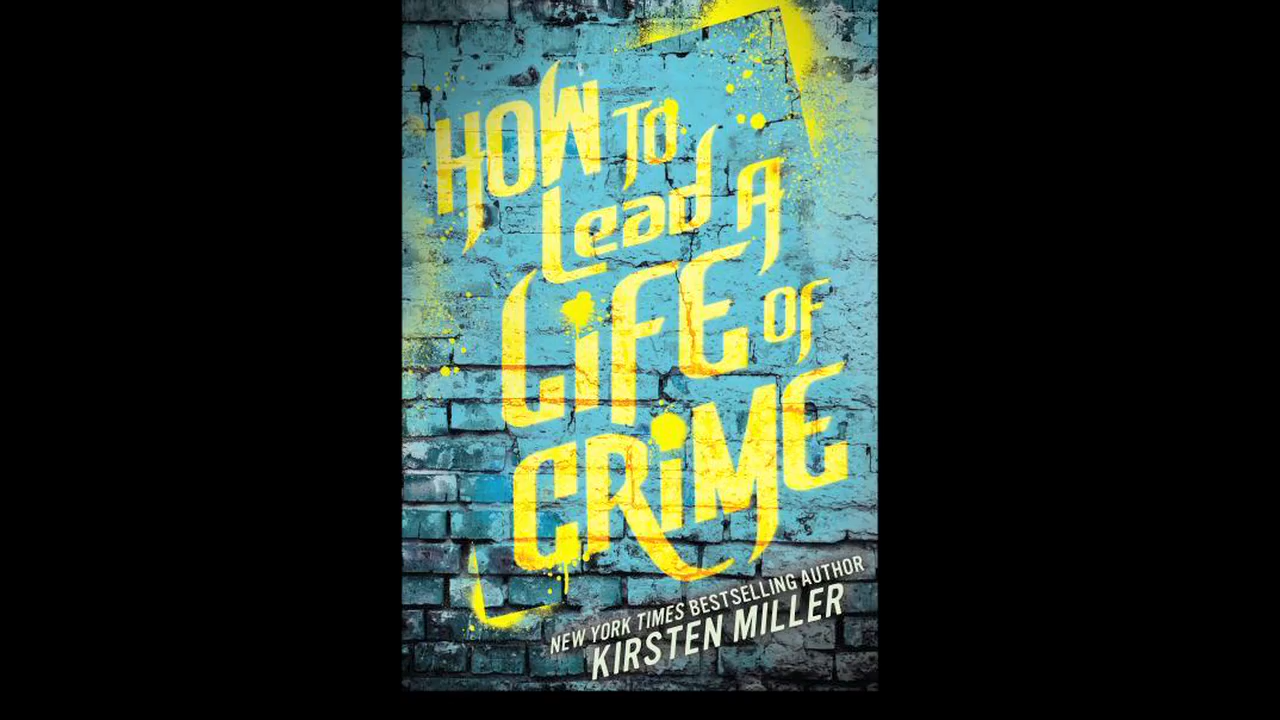 HOW TO
Lead A
LiFE OF
CRiME
NEW YORK TIMES BESTSELLING AUTHOR
KIRSTEN MILLER